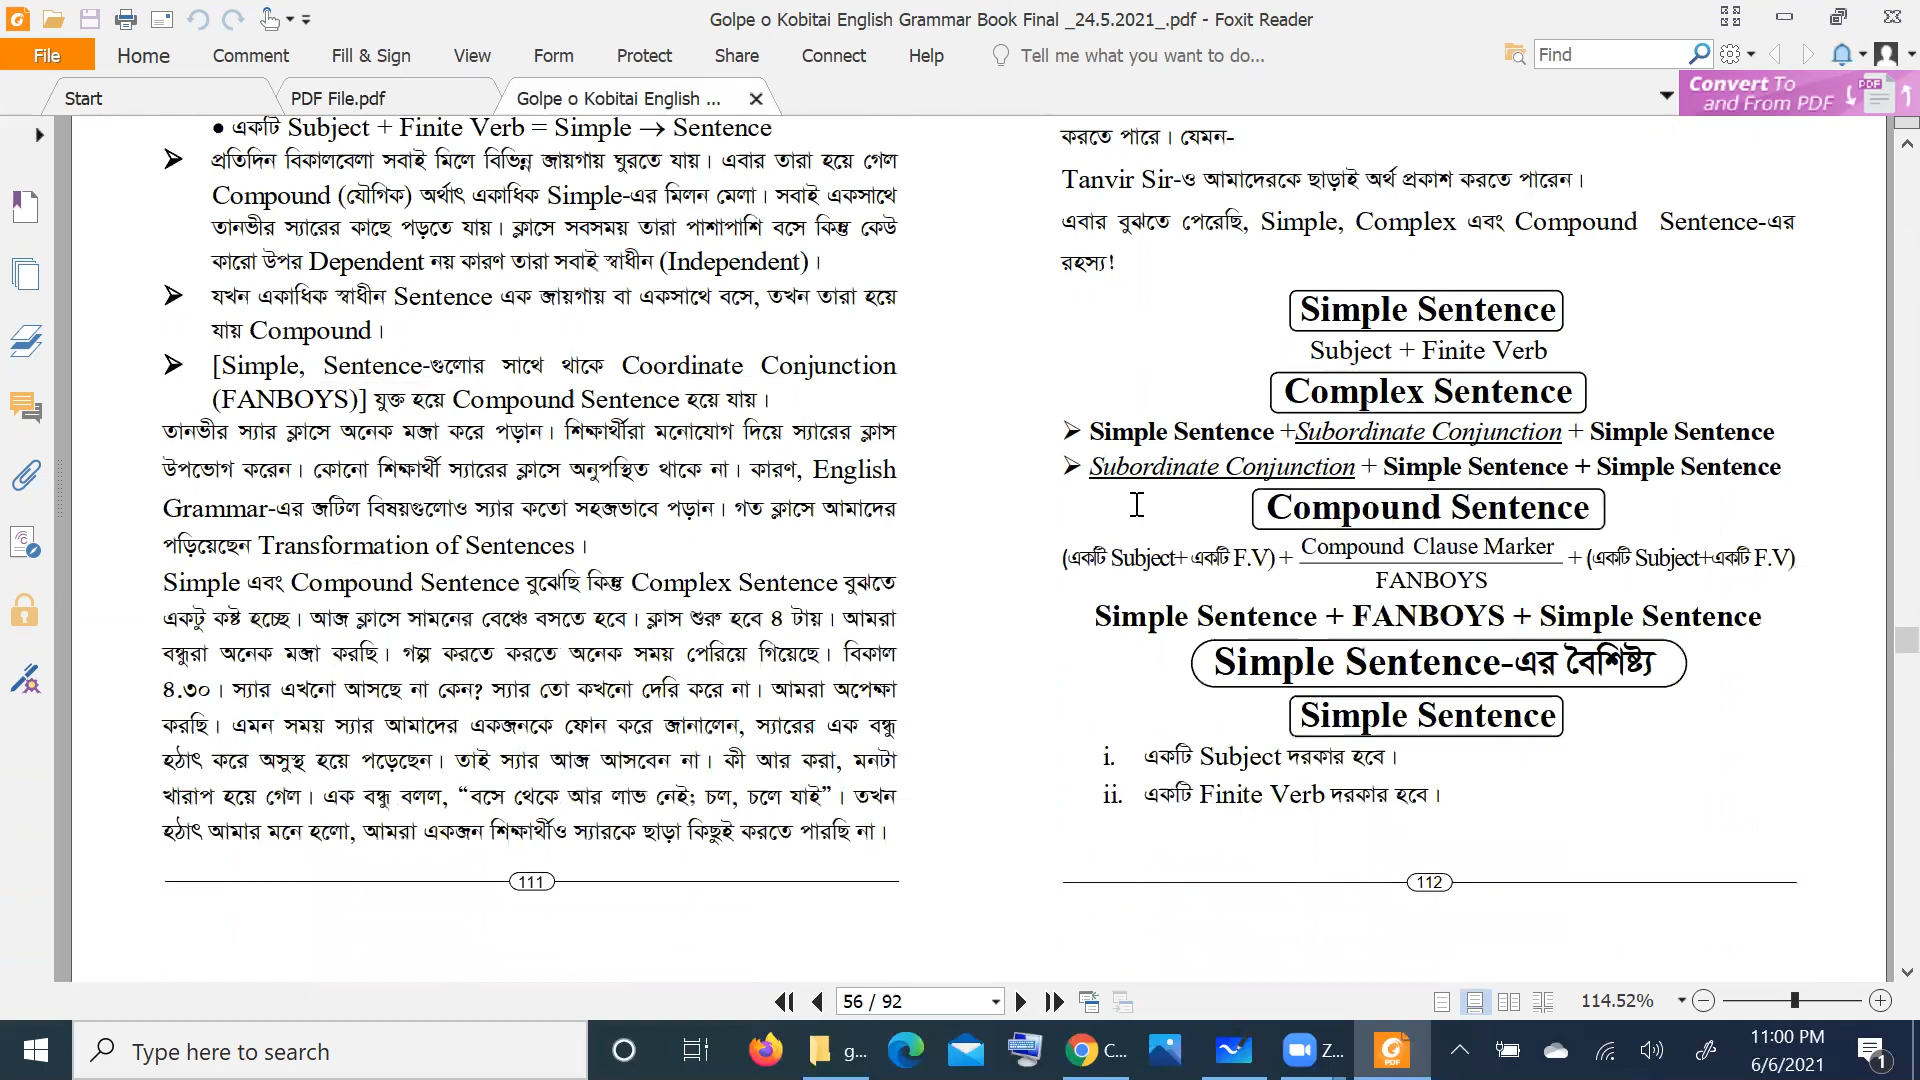 Golpe o Kobitai English Grammar Book Final _24.5.2021_.pdf - Foxit Reader
File Home Comment Fill & Sign View Form Protect Share Connect Help Tell me what you want to do... Find
Start PDF File.pdf Golpe o Kobitai English ... Convert To and From PDF
● একটি Subject + Finite Verb = Simple → Sentence
➢ প্রতিদিন বিকালবেলা সবাই মিলে বিভিন্ন জায়গায় ঘুরতে যায়। এবার তারা হয়ে গেল
Compound (যৌগিক) অর্থাৎ একাধিক Simple-এর মিলন মেলা। সবাই একসাথে
তানভীর স্যারের কাছে পড়তে যায়। ক্লাসে সবসময় তারা পাশাপাশি বসে কিন্তু কেউ
কারো উপর Dependent নয় কারণ তারা সবাই স্বাধীন (Independent)।
➢ যখন একাধিক স্বাধীন Sentence এক জায়গায় বা একসাথে বসে, তখন তারা হয়ে
যায় Compound।
➢ [Simple, Sentence-গুলোর সাথে থাকে Coordinate Conjunction
(FANBOYS)] যুক্ত হয়ে Compound Sentence হয়ে যায়।
তানভীর স্যার ক্লাসে অনেক মজা করে পড়ান। শিক্ষার্থীরা মনোযোগ দিয়ে স্যারের ক্লাস
উপভোগ করেন। কোনো শিক্ষার্থী স্যারের ক্লাসে অনুপস্থিত থাকে না। কারণ, English
Grammar-এর জটিল বিষয়গুলোও স্যার কতো সহজভাবে পড়ান। গত ক্লাসে আমাদের
পড়িয়েছেন Transformation of Sentences।
Simple এবং Compound Sentence বুঝেছি কিন্তু Complex Sentence বুঝতে
একটু কষ্ট হচ্ছে। আজ ক্লাসে সামনের বেঞ্চে বসতে হবে। ক্লাস শুরু হবে ৪ টায়। আমরা
বন্ধুরা অনেক মজা করছি। গল্প করতে করতে অনেক সময় পেরিয়ে গিয়েছে। বিকাল
৪.৩০। স্যার এখনো আসছে না কেন? স্যার তো কখনো দেরি করে না। আমরা অপেক্ষা
করছি। এমন সময় স্যার আমাদের একজনকে ফোন করে জানালেন, স্যারের এক বন্ধু
হঠাৎ করে অসুস্থ হয়ে পড়েছেন। তাই স্যার আজ আসবেন না। কী আর করা, মনটা
খারাপ হয়ে গেল। এক বন্ধু বলল, “বসে থেকে আর লাভ নেই; চল, চলে যাই”। তখন
হঠাৎ আমার মনে হলো, আমরা একজন শিক্ষার্থীও স্যারকে ছাড়া কিছুই করতে পারছি না।
111
করতে পারে। যেমন-
Tanvir Sir-ও আমাদেরকে ছাড়াই অর্থ প্রকাশ করতে পারেন।
এবার বুঝতে পেরেছি, Simple, Complex এবং Compound Sentence-এর
রহস্য!
Simple Sentence
Subject + Finite Verb
Complex Sentence
➢ Simple Sentence +Subordinate Conjunction + Simple Sentence
➢ Subordinate Conjunction + Simple Sentence + Simple Sentence
Compound Sentence
(একটি Subject+ একটি F.V) + Compound Clause Marker + (একটি Subject+একটি F.V)
FANBOYS
Simple Sentence + FANBOYS + Simple Sentence
Simple Sentence-এর বৈশিষ্ট্য
Simple Sentence
i. একটি Subject দরকার হবে।
ii. একটি Finite Verb দরকার হবে।
112
56 / 92 114.52%
Type here to search g... C... Z... 11:00 PM
6/6/2021 1